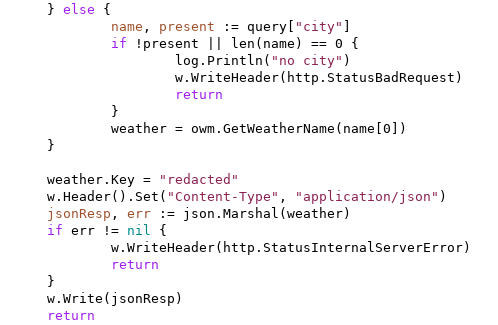 } else {
name, present := query["city"]
if !present || len(name) == 0 {
log.Println("no city")
w.WriteHeader(http.StatusBadRequest)
return
}
weather = owm.GetWeatherName(name[0])
}
weather.Key = "redacted"
w.Header().Set("Content-Type", "application/json")
jsonResp, err := json.Marshal(weather)
if err != nil {
w.WriteHeader(http.StatusInternalServerError)
return
}
w.Write(jsonResp)
return